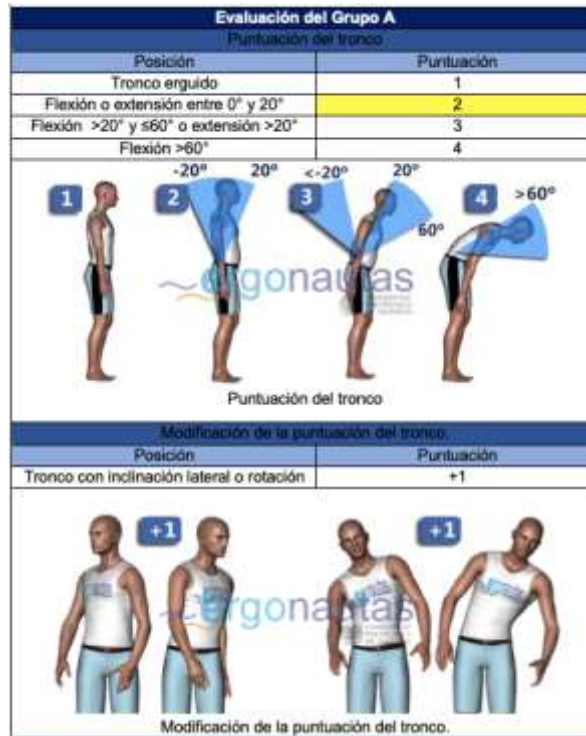 Evaluación del Grupo A
Puntuación del tronco
Posición Puntuación
Tronco erguido 1
Flexión o extensión entre 0° y 20° 2
Flexión >20° y ≤60° o extensión >20° 3
Flexión >60° 4
-20° 20° <-20° 20° >60°
1 2 3 4
60°
ergonautas
Puntuación del tronco
Modificación de la puntuación del tronco.
Posición Puntuación
Tronco con inclinación lateral o rotación +1
+1 +1
ergonautas
Modificación de la puntuación del tronco.